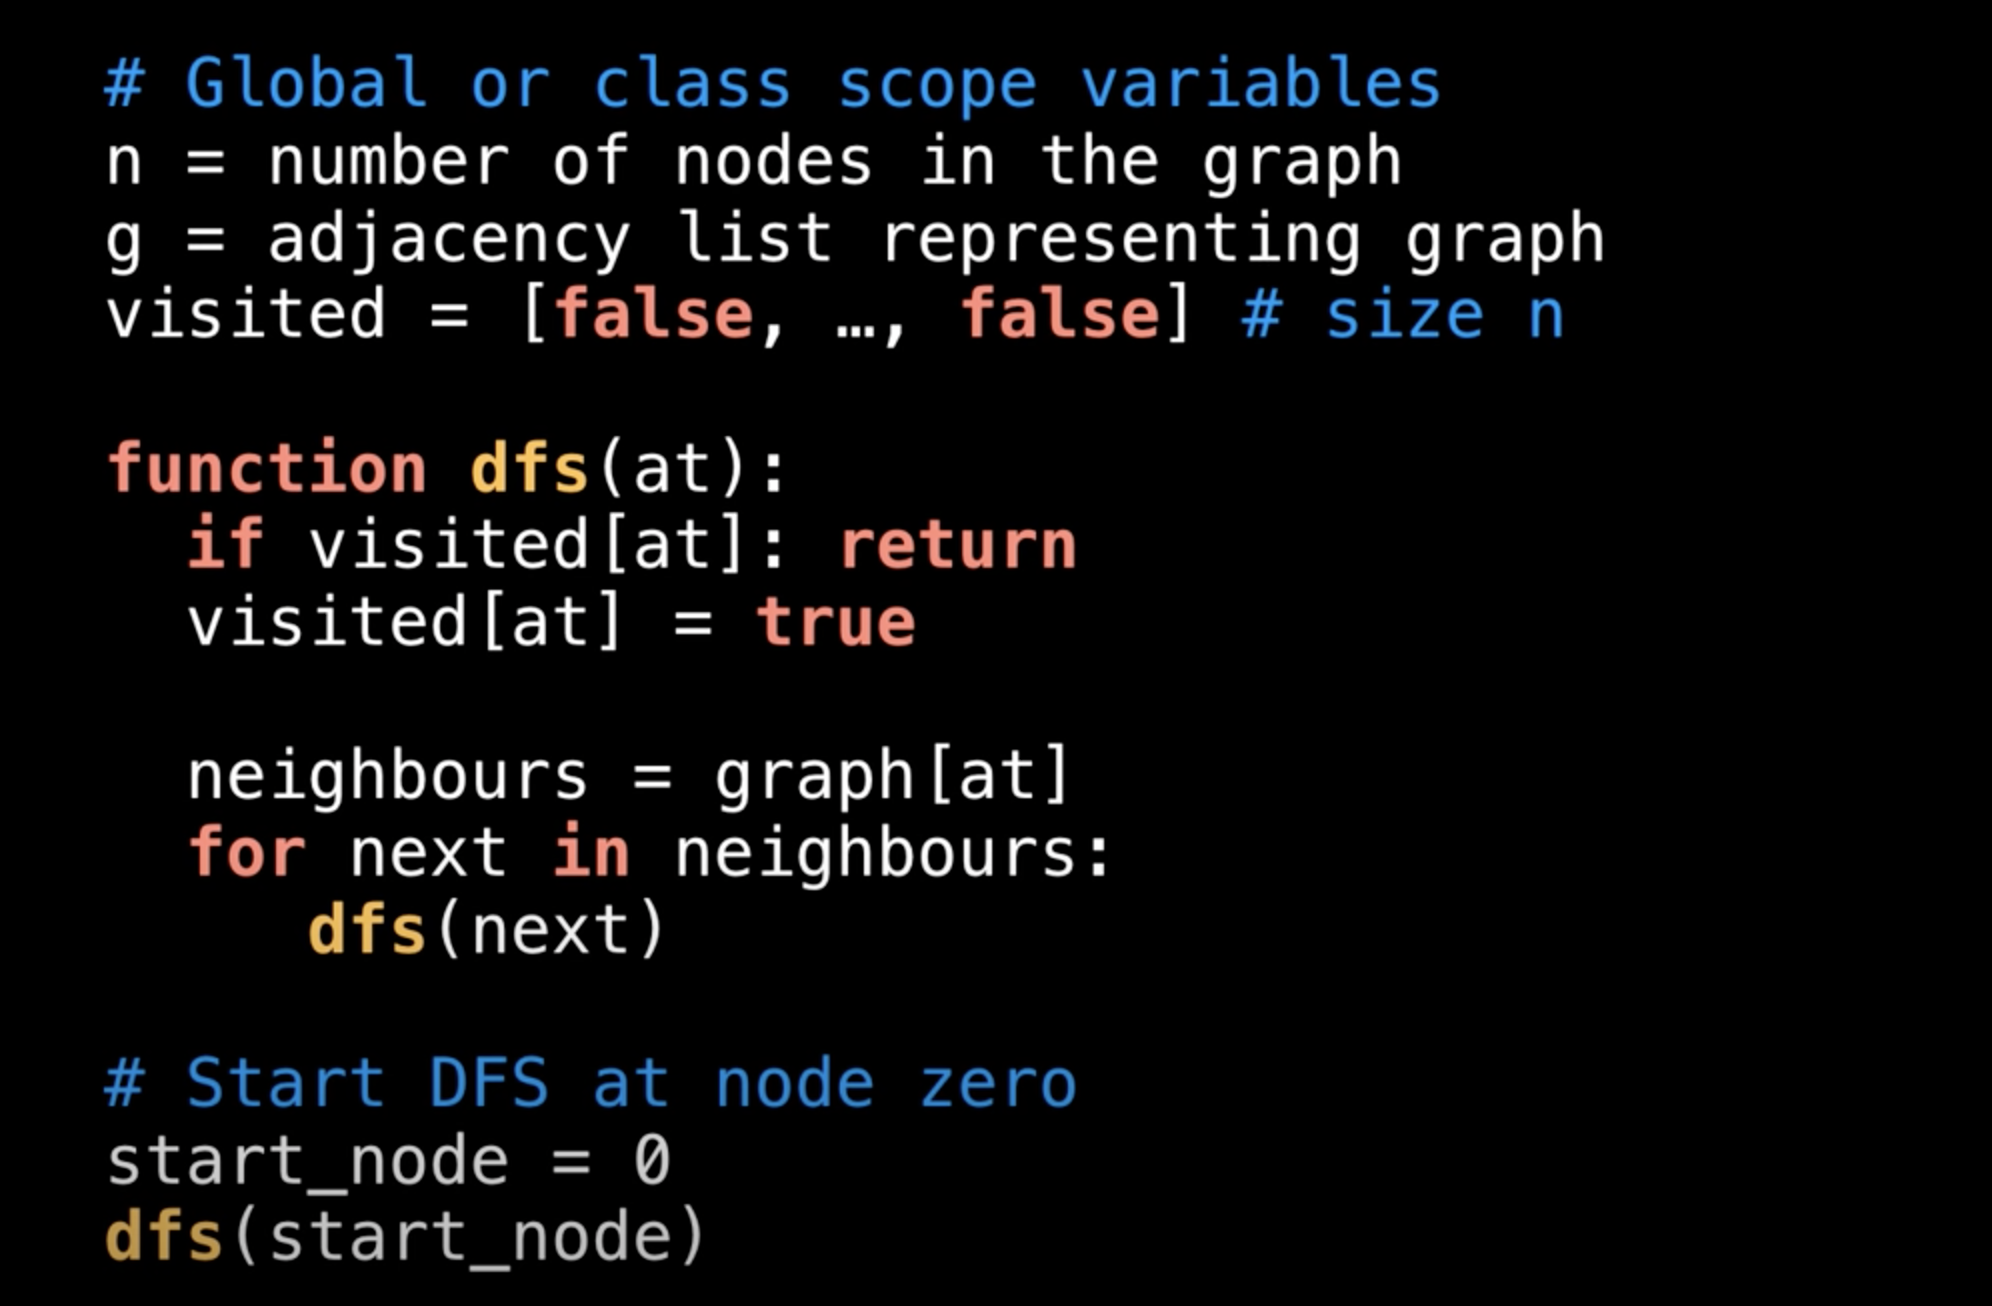 # Global or class scope variables
n = number of nodes in the graph
g = adjacency list representing graph
visited = [false, …, false] # size n
function dfs(at):
if visited[at]: return
visited[at] = true
neighbours = graph[at]
for next in neighbours:
dfs(next)
# Start DFS at node zero
start_node = 0
dfs(start_node)